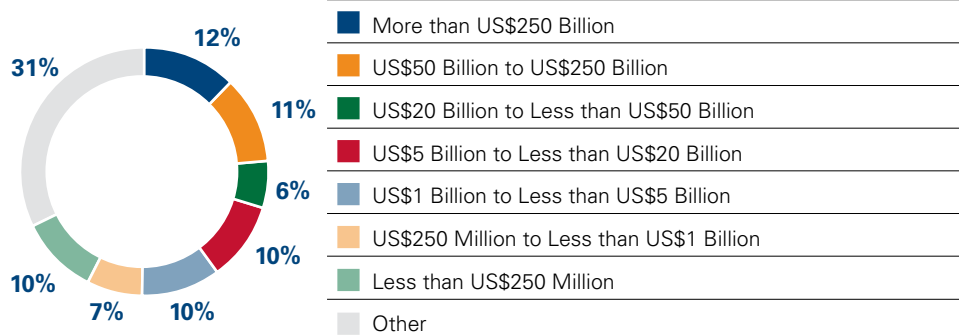 12%
31%
11%
6%
10%
10%
7%
10%
More than US$250 Billion
US$50 Billion to US$250 Billion
US$20 Billion to Less than US$50 Billion
US$5 Billion to Less than US$20 Billion
US$1 Billion to Less than US$5 Billion
US$250 Million to Less than US$1 Billion
Less than US$250 Million
Other